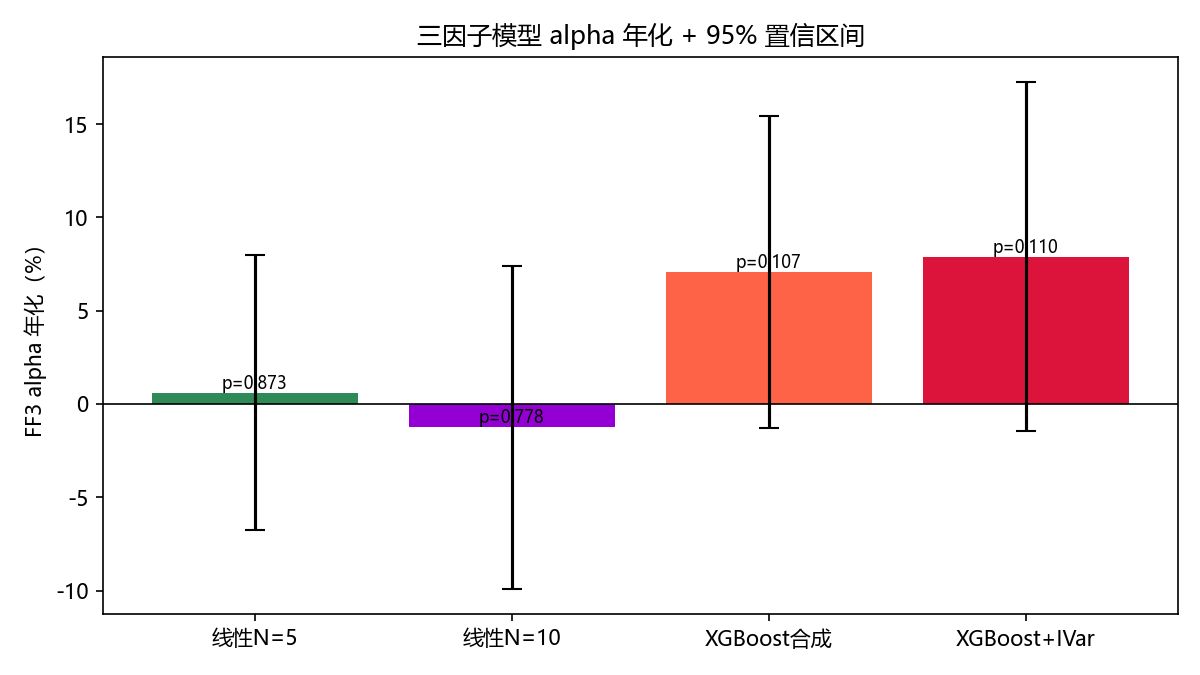 三因子模型 alpha 年化 + 95% 置信区间
FF3 alpha 年化（%）
15
10
5
0
-5
-10
p=0.873
p=0.778
p=0.107
p=0.110
线性N=5
线性N=10
XGBoost合成
XGBoost+IVar